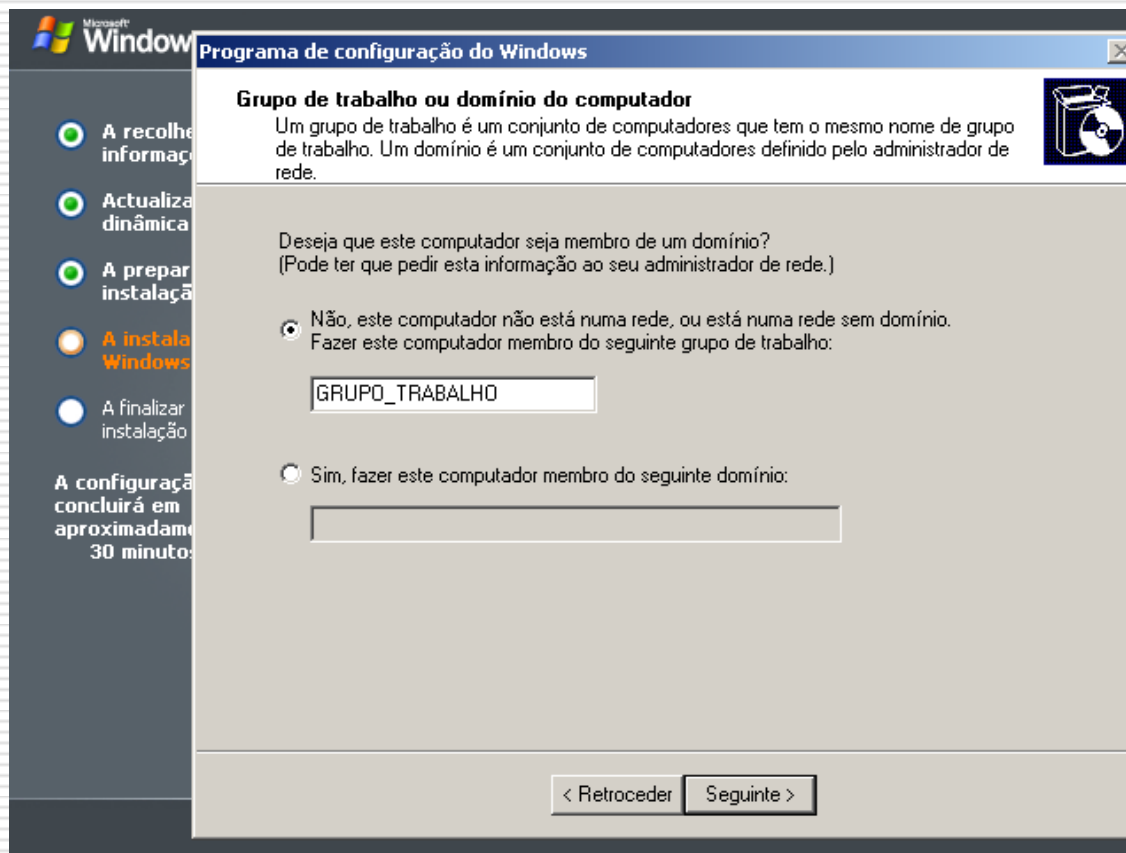 Microsoft
Window
Programa de configuração do Windows
Grupo de trabalho ou domínio do computador
Um grupo de trabalho é um conjunto de computadores que tem o mesmo nome de grupo
de trabalho. Um domínio é um conjunto de computadores definido pelo administrador de
rede.
A recolhe
informaç
Actualiza
dinâmica
A prepar
instalaçã
A instala
Windows
A finalizar
instalação
A configuraçã
concluirá em
aproximadame
30 minutos
Deseja que este computador seja membro de um domínio?
(Pode ter que pedir esta informação ao seu administrador de rede.)
Não, este computador não está numa rede, ou está numa rede sem domínio.
Fazer este computador membro do seguinte grupo de trabalho:
GRUPO_TRABALHO
Sim, fazer este computador membro do seguinte domínio:
< Retroceder
Seguinte >